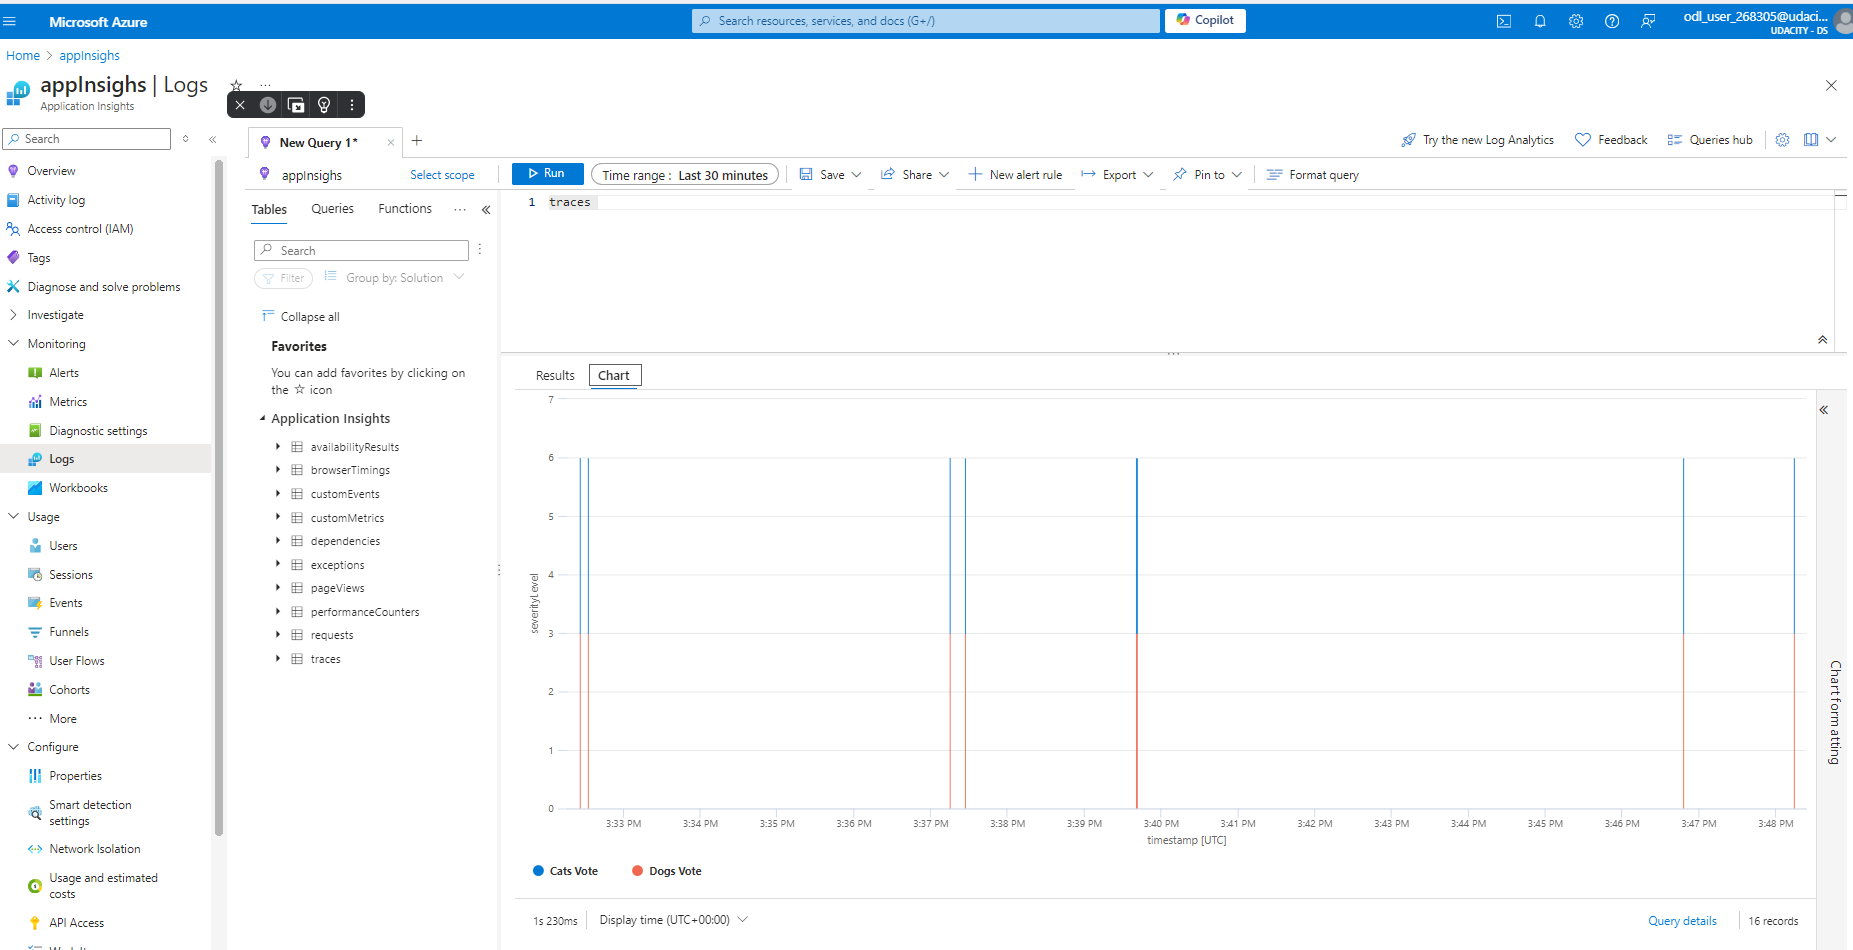 Microsoft Azure
Search resources, services, and docs (G+/)
Copilot
odl_user_268305@udaci...
UDACITY - DS
Home > appInsighs
appInsighs | Logs
Application Insights
Search
Overview
Activity log
Access control (IAM)
Tags
Diagnose and solve problems
Investigate
Monitoring
Alerts
Metrics
Diagnostic settings
Logs
Workbooks
Usage
Users
Sessions
Events
Funnels
User Flows
Cohorts
More
Configure
Properties
Smart detection
settings
Network Isolation
Usage and estimated
costs
API Access
New Query 1*
Try the new Log Analytics
Feedback
Queries hub
appInsighs
Select scope
Run
Time range : Last 30 minutes
Save
Share
New alert rule
Export
Pin to
Format query
Tables
Queries
Functions
Search
Filter
Group by: Solution
Collapse all
Favorites
You can add favorites by clicking on
the ☆ icon
Application Insights
availabilityResults
browserTimings
customEvents
customMetrics
dependencies
exceptions
pageViews
performanceCounters
requests
traces
1 traces
Results
Chart
7
6
5
4
3
2
1
0
severityLevel
3:33 PM 3:34 PM 3:35 PM 3:36 PM 3:37 PM 3:38 PM 3:39 PM 3:40 PM 3:41 PM 3:42 PM 3:43 PM 3:44 PM 3:45 PM 3:46 PM 3:47 PM 3:48 PM
timestamp [UTC]
Cats Vote
Dogs Vote
Chart formatting
1s 230ms
Display time (UTC+00:00)
Query details
16 records